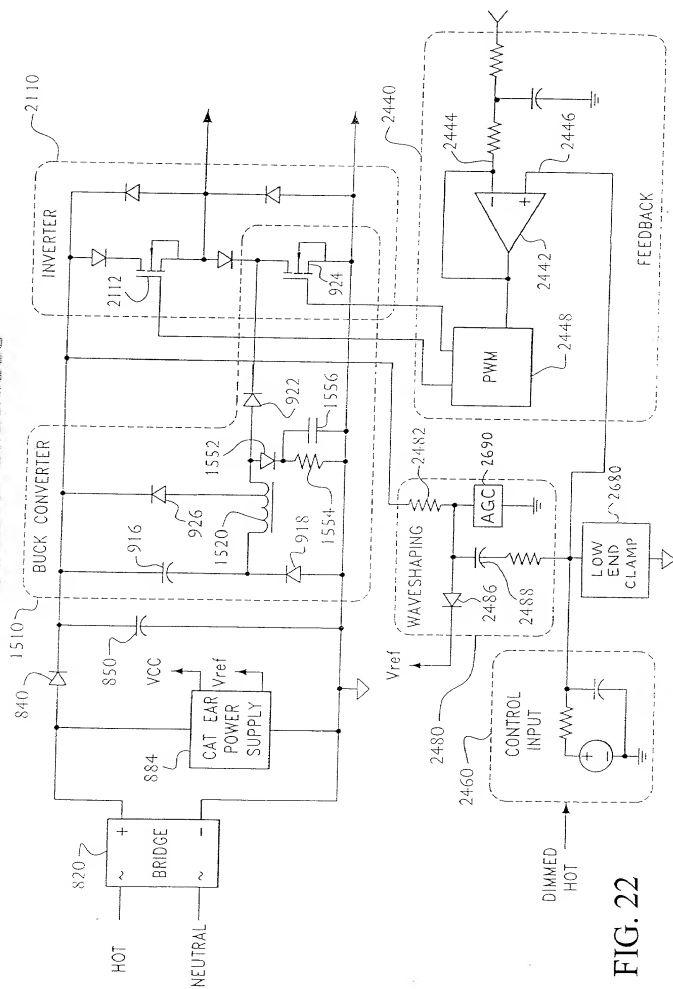 2110
INVERTER
2112
924
1510
BUCK CONVERTER
916
926
1520
918
922
1552
1554
1556
840
850
VCC
Vref
CAT EAR
POWER
SUPPLY
884
820
~
+
BRIDGE
~
−
HOT
NEUTRAL
2440
2444
2446
−
+
2442
PWM
2448
FEEDBACK
WAVESHAPING
2482
AGC
2690
2486
2488
Vref
2480
2460
CONTROL
INPUT
+
−
DIMMED
HOT
LOW
END
CLAMP
2680
FIG. 22